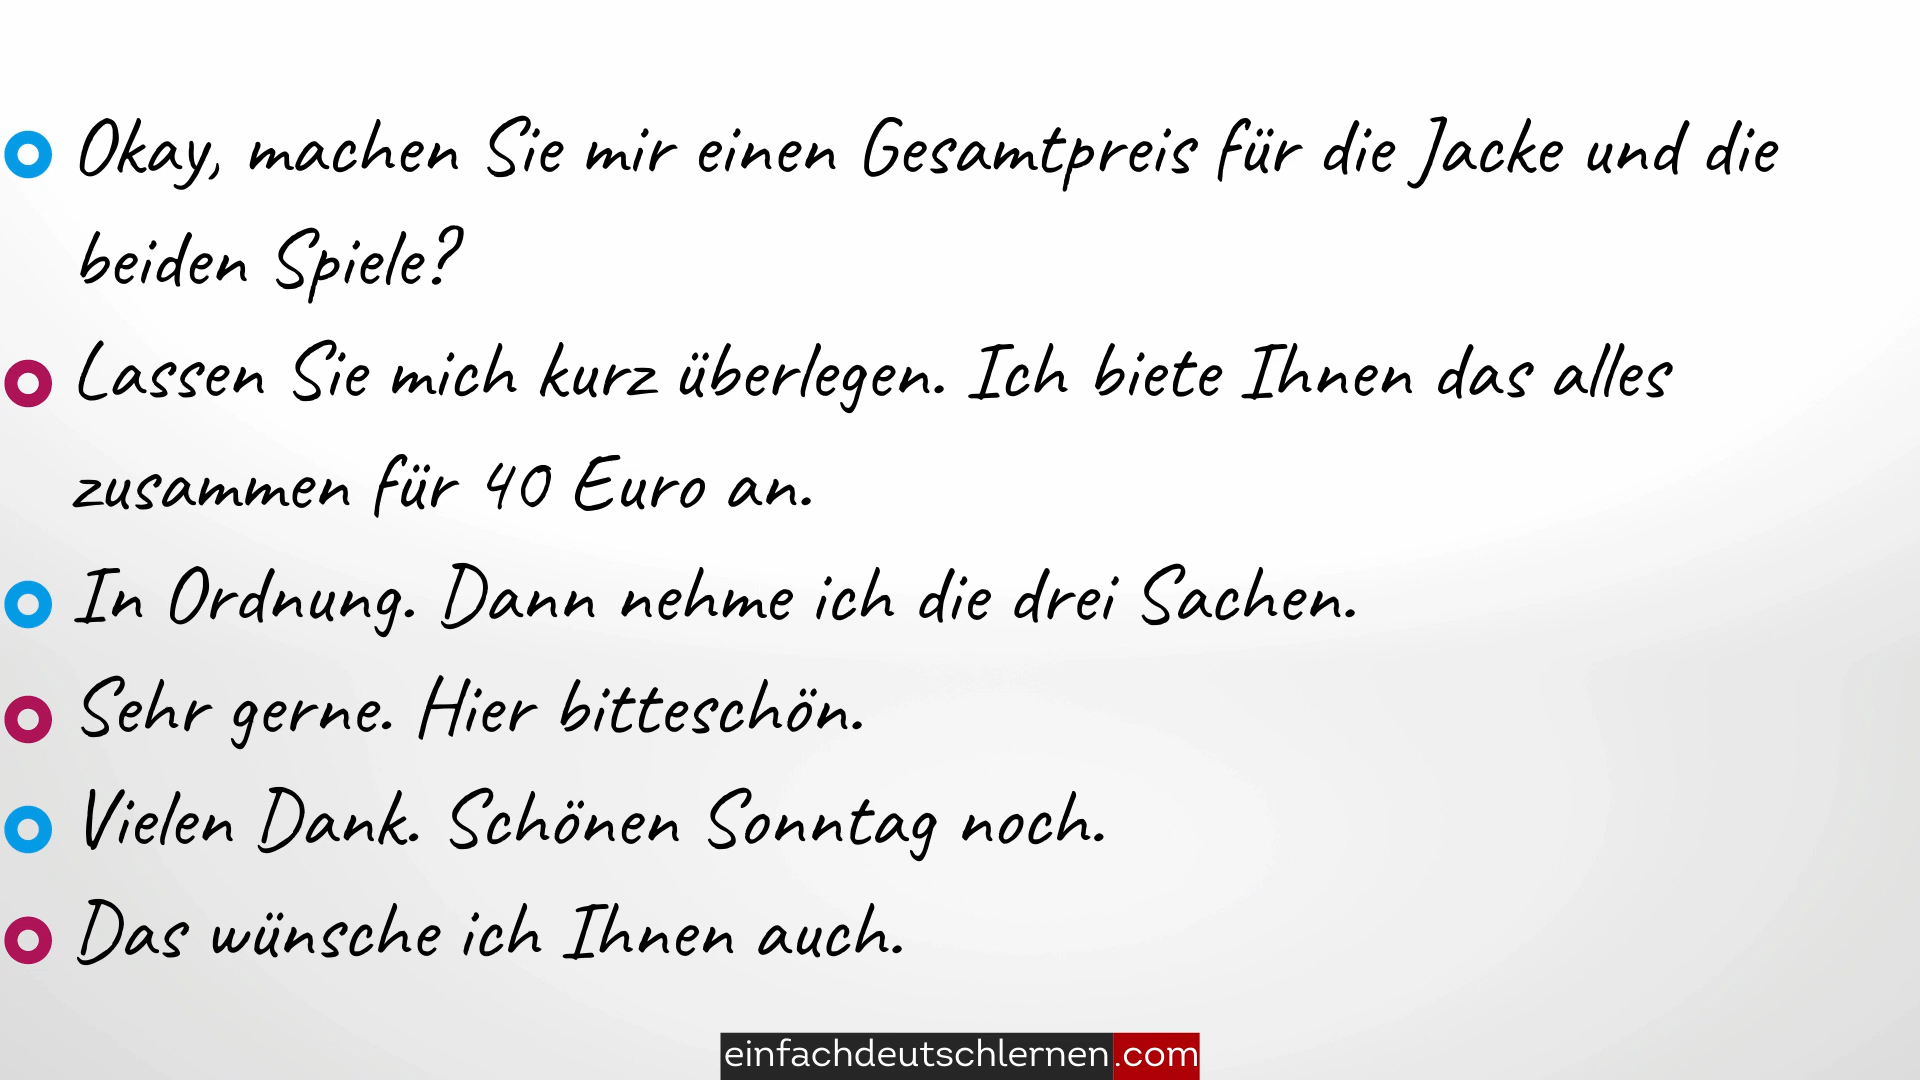 Okay, machen Sie mir einen Gesamtpreis für die Jacke und die
beiden Spiele?
Lassen Sie mich kurz überlegen. Ich biete Ihnen das alles
zusammen für 40 Euro an.
In Ordnung. Dann nehme ich die drei Sachen.
Sehr gerne. Hier bitteschön.
Vielen Dank. Schönen Sonntag noch.
Das wünsche ich Ihnen auch.
einfachdeutschlernen.com